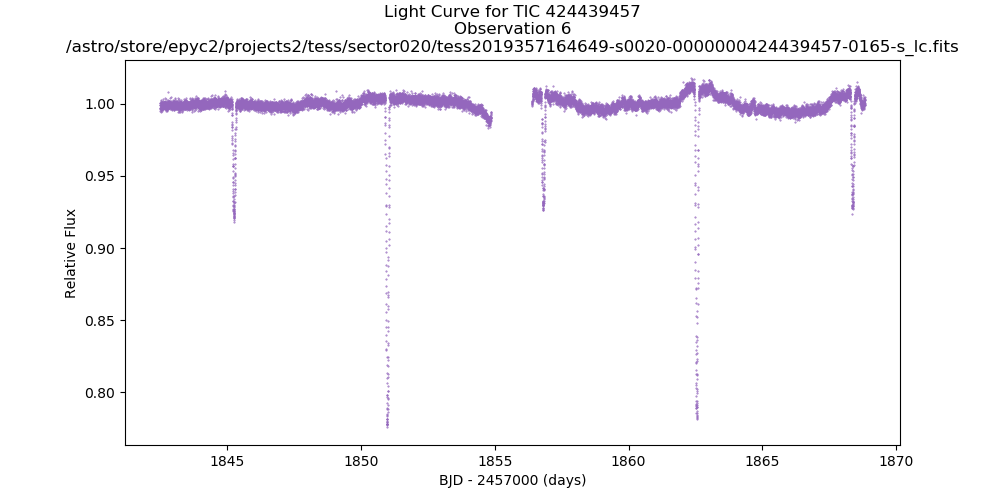 Light Curve for TIC 424439457
Observation 6
/astro/store/epyc2/projects2/tess/sector020/tess2019357164649-s0020-0000000424439457-0165-s_lc.fits
Relative Flux
1.00
0.95
0.90
0.85
0.80
1845 1850 1855 1860 1865 1870
BJD - 2457000 (days)